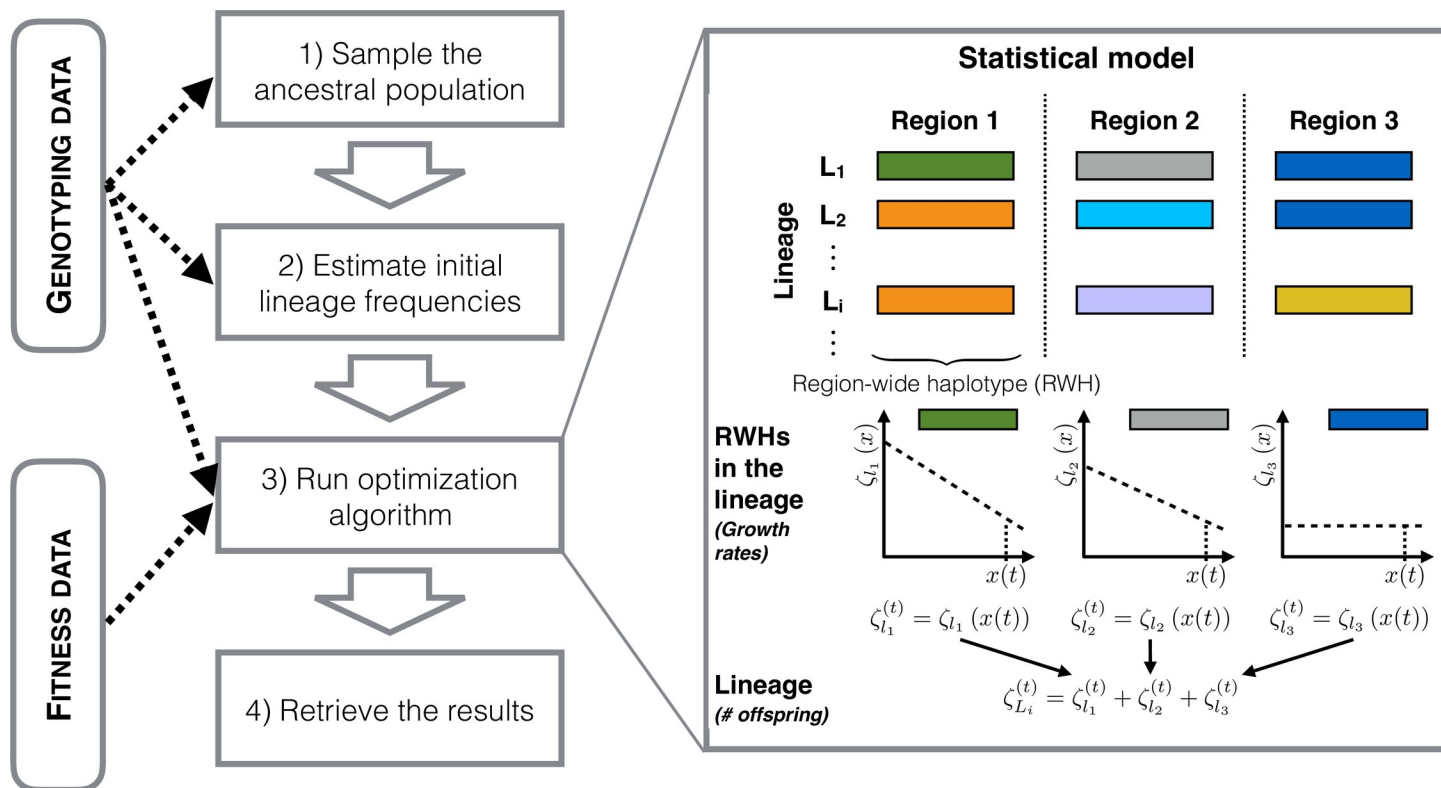 GENOTYPING DATA
FITNESS DATA
1) Sample the
ancestral population
2) Estimate initial
lineage frequencies
3) Run optimization
algorithm
4) Retrieve the results
Statistical model
Region 1 Region 2 Region 3
Lineage
L₁
L₂
⋮
Lᵢ
⋮
Region-wide haplotype (RWH)
RWHs
in the
lineage
(Growth
rates)
ζ_{l₁}(x)
x(t)
ζ_{l₂}(x)
x(t)
ζ_{l₃}(x)
x(t)
ζ_{l₁}^{(t)} = ζ_{l₁}(x(t)) ζ_{l₂}^{(t)} = ζ_{l₂}(x(t)) ζ_{l₃}^{(t)} = ζ_{l₃}(x(t))
Lineage
(# offspring)
ζ_{Lᵢ}^{(t)} = ζ_{l₁}^{(t)} + ζ_{l₂}^{(t)} + ζ_{l₃}^{(t)}